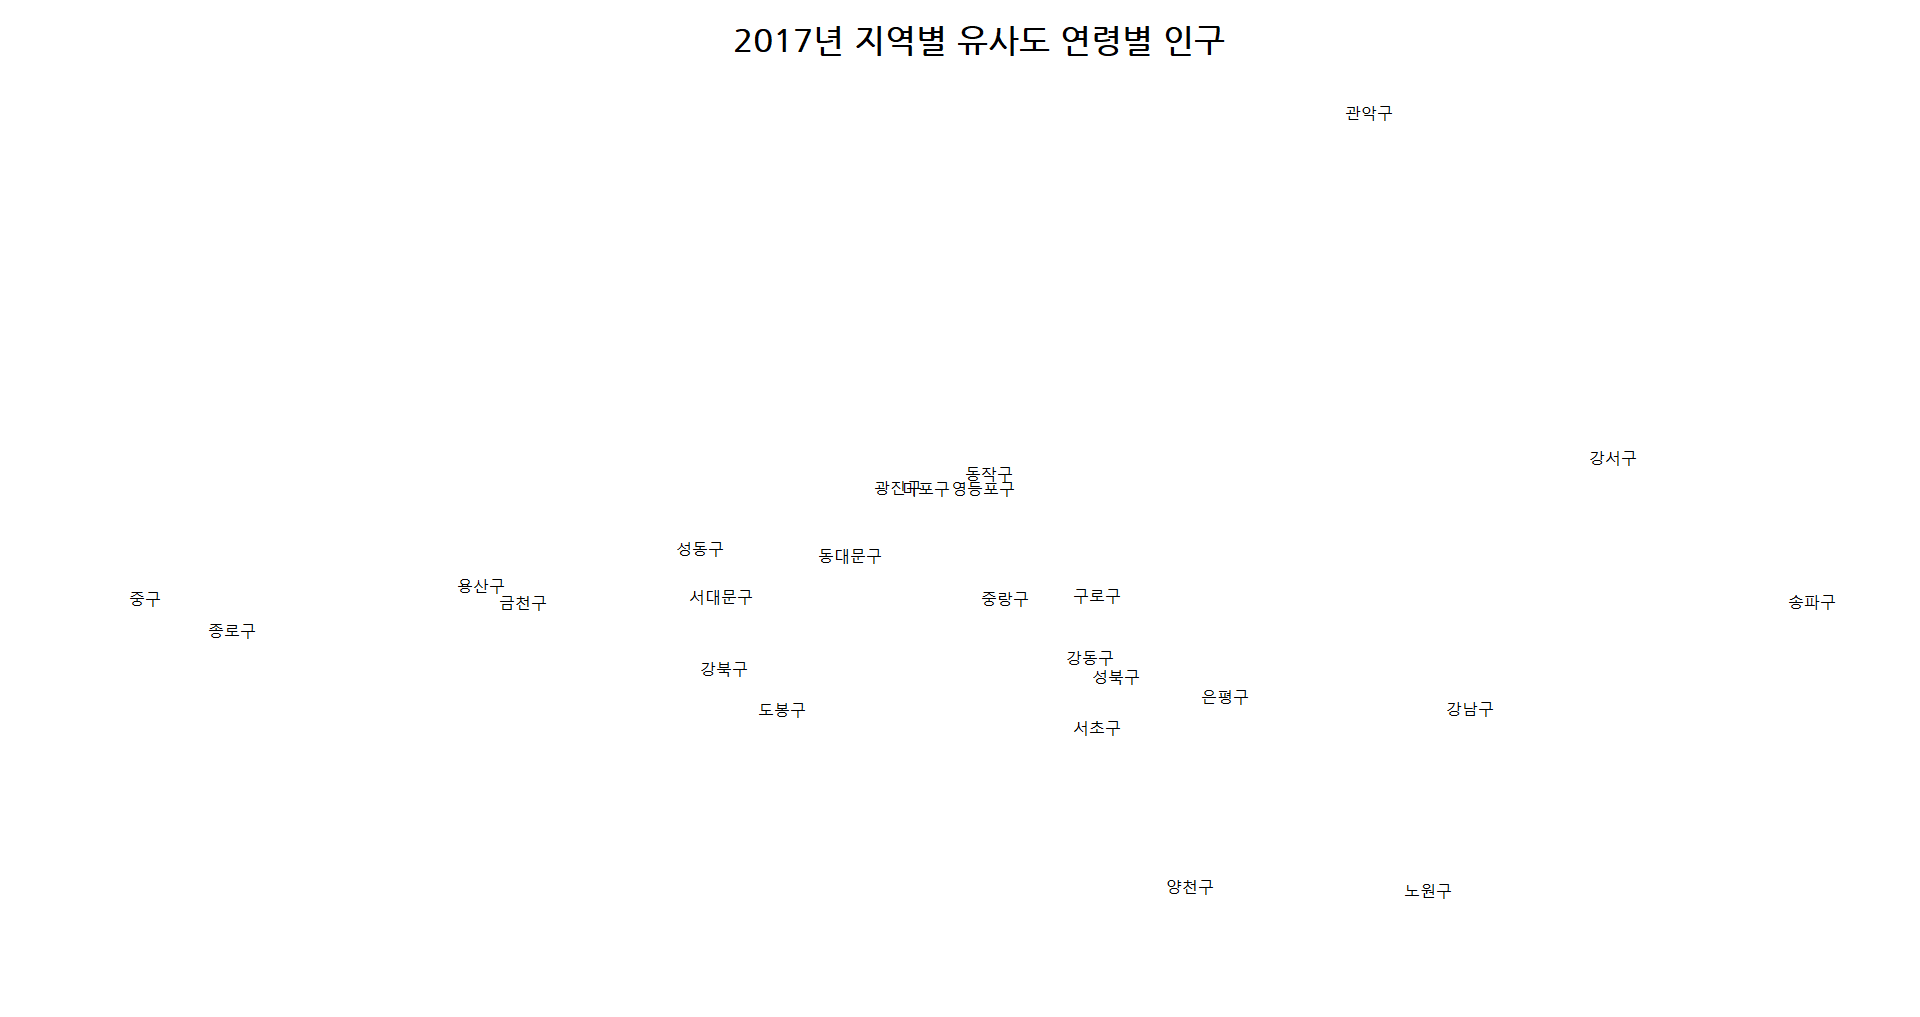 2017년 지역별 유사도 연령별 인구
관악구
강서구
동작구
광진구
마포구
영등포구
성동구
동대문구
용산구
금천구
서대문구
중랑구
구로구
중구
송파구
종로구
강동구
강북구
성북구
은평구
도봉구
강남구
서초구
양천구
노원구